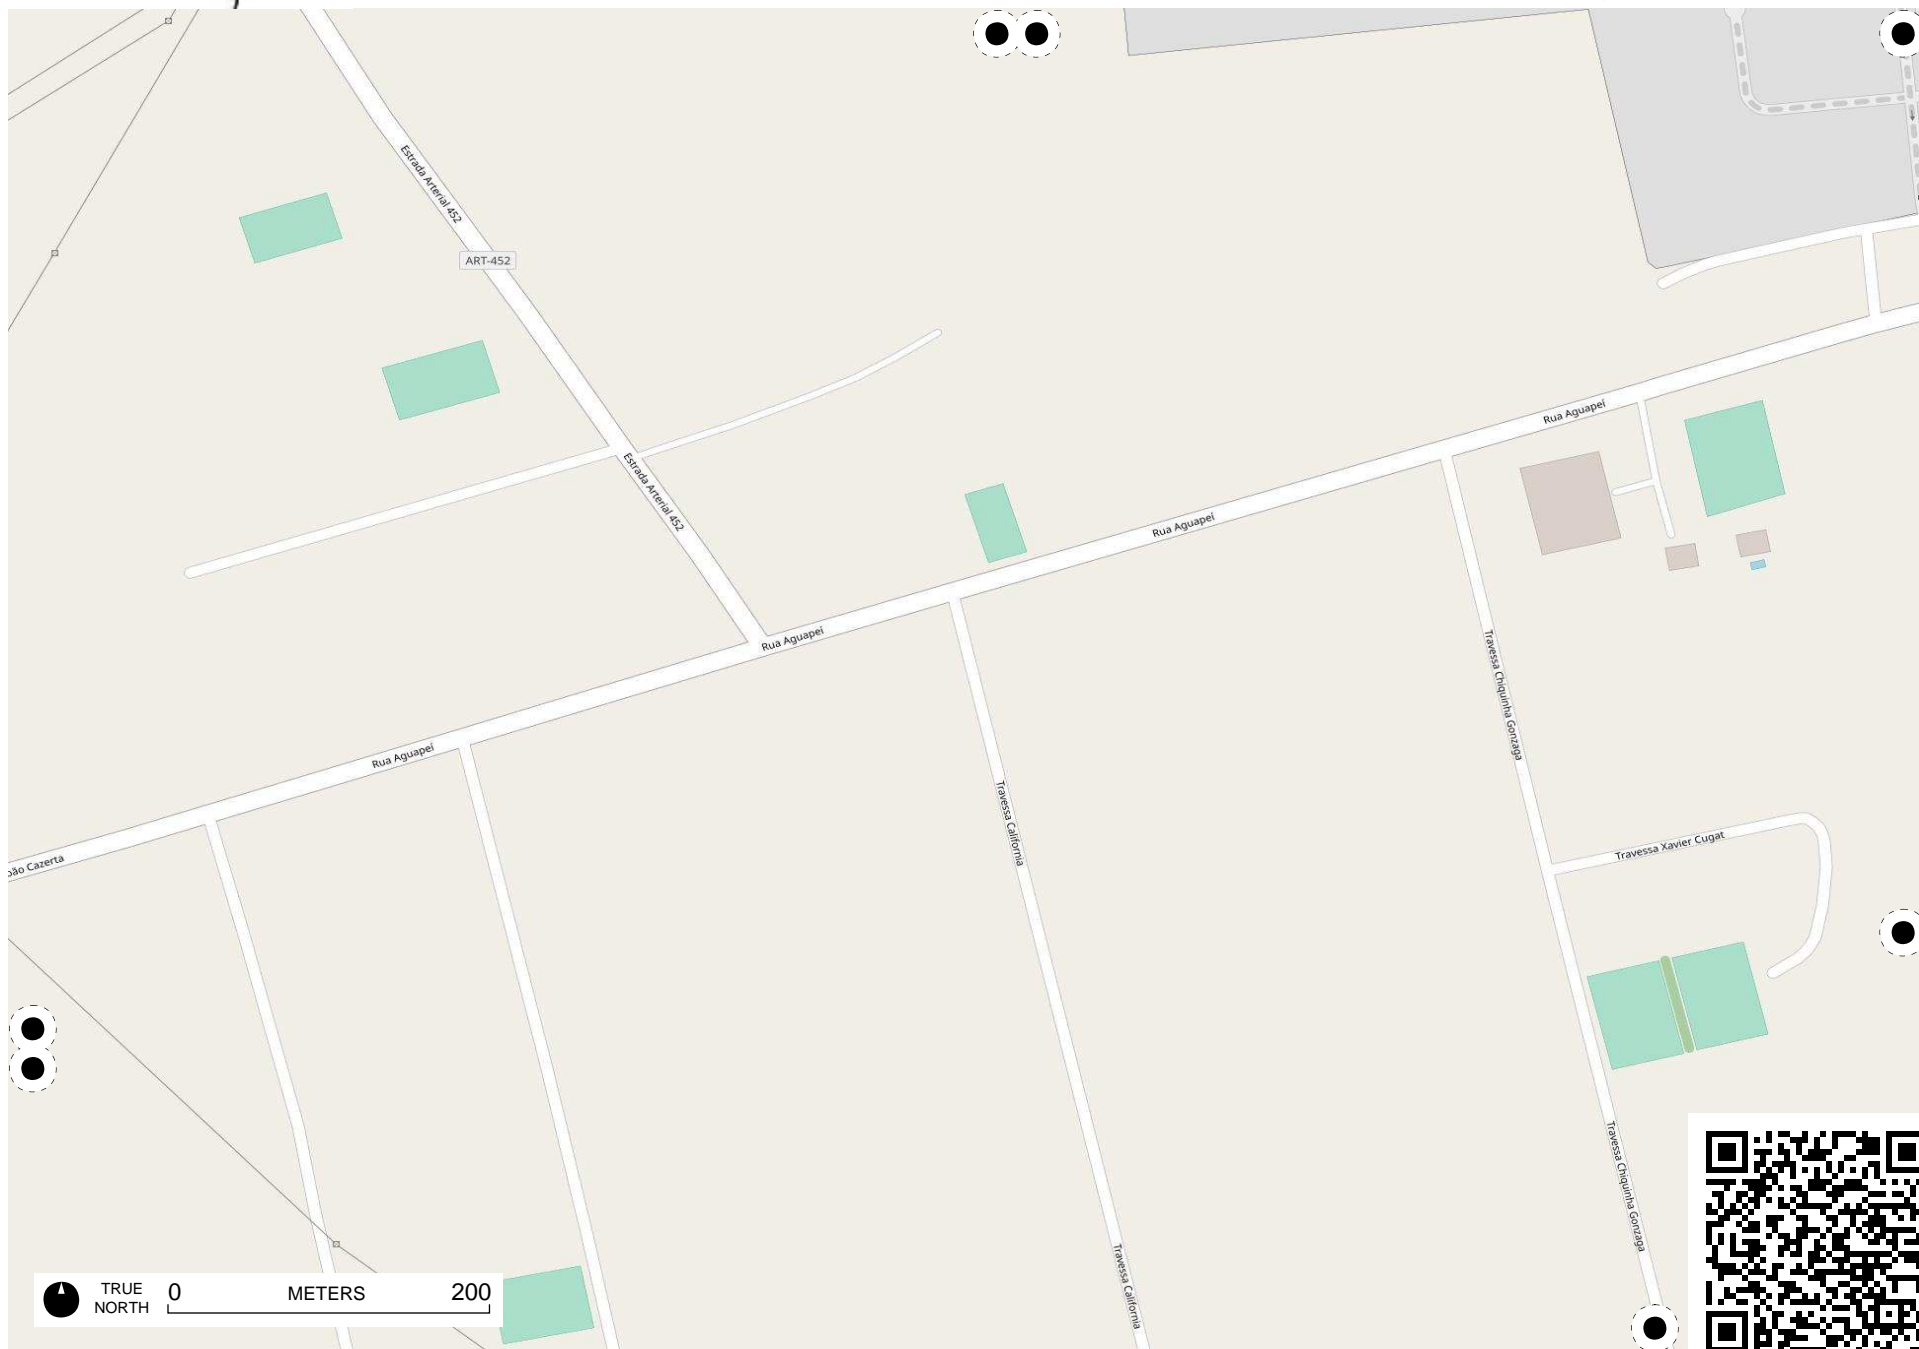 Estrada Arterial 452
ART-452
Rua Aguapeí
Estrada Arterial 452
Rua Aguapeí
Rua Aguapeí
Travessa Chiquinha Gonzaga
Rua Aguapeí
Travessa California
Travessa Xavier Cugat
Cazerta
Travessa Chiquinha Gonzaga
Travessa California
TRUE NORTH
0 METERS 200